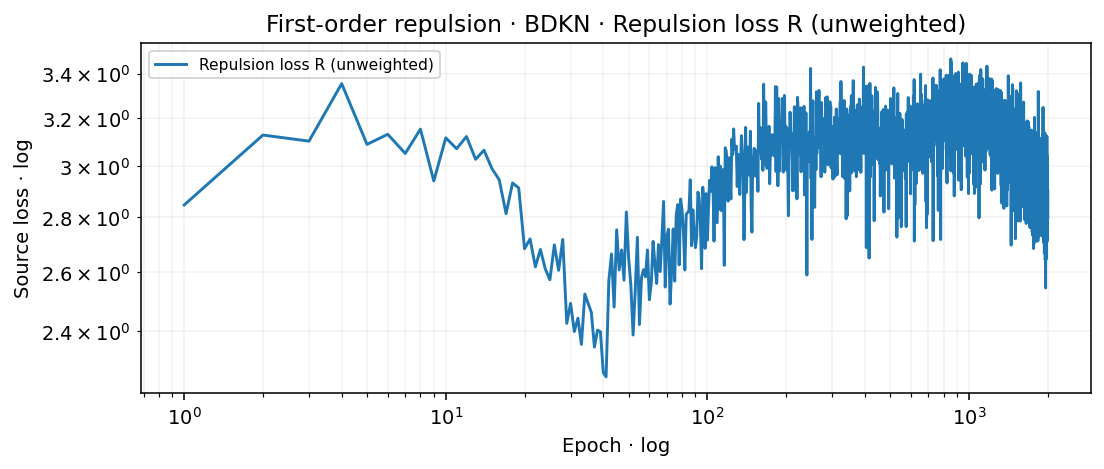 First-order repulsion · BDKN · Repulsion loss R (unweighted)
Repulsion loss R (unweighted)
Source loss · log
3.4 × 10⁰
3.2 × 10⁰
3 × 10⁰
2.8 × 10⁰
2.6 × 10⁰
2.4 × 10⁰
10⁰ 10¹ 10² 10³
Epoch · log